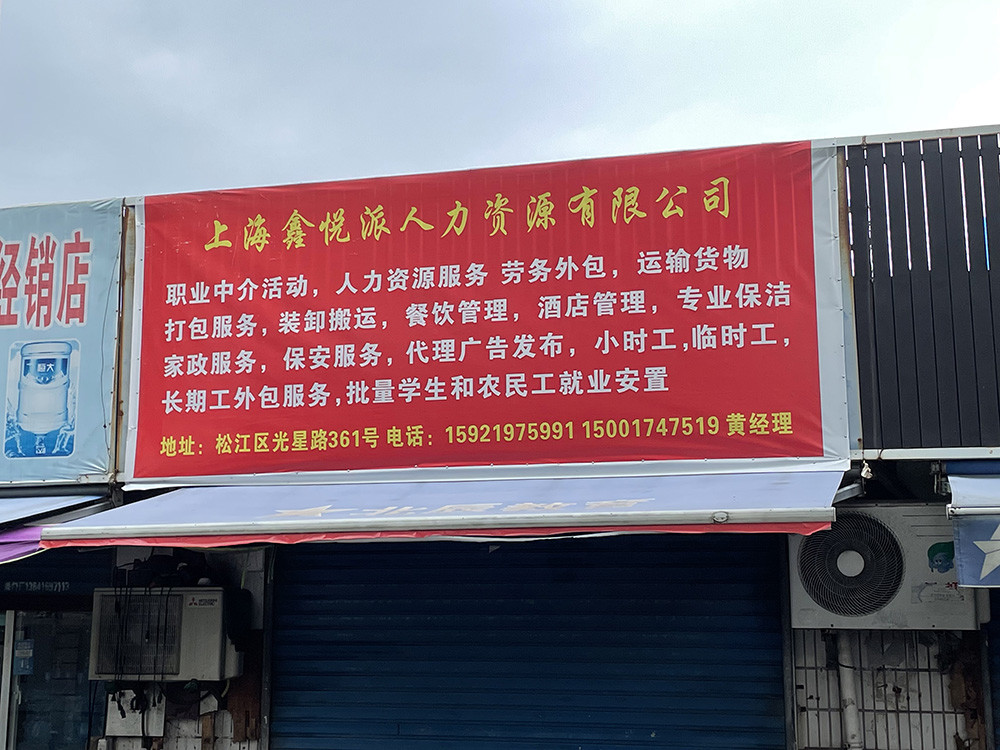 上海鑫悦派人力资源有限公司
职业中介活动，人力资源服务 劳务外包，运输货物
打包服务，装卸搬运，餐饮管理，酒店管理，专业保洁
家政服务，保安服务，代理广告发布，小时工,临时工，
长期工外包服务,批量学生和农民工就业安置
地址：松江区光星路361号 电话：15921975991 15001747519 黄经理
经销店
恒大
MITSUBISHI ELECTRIC